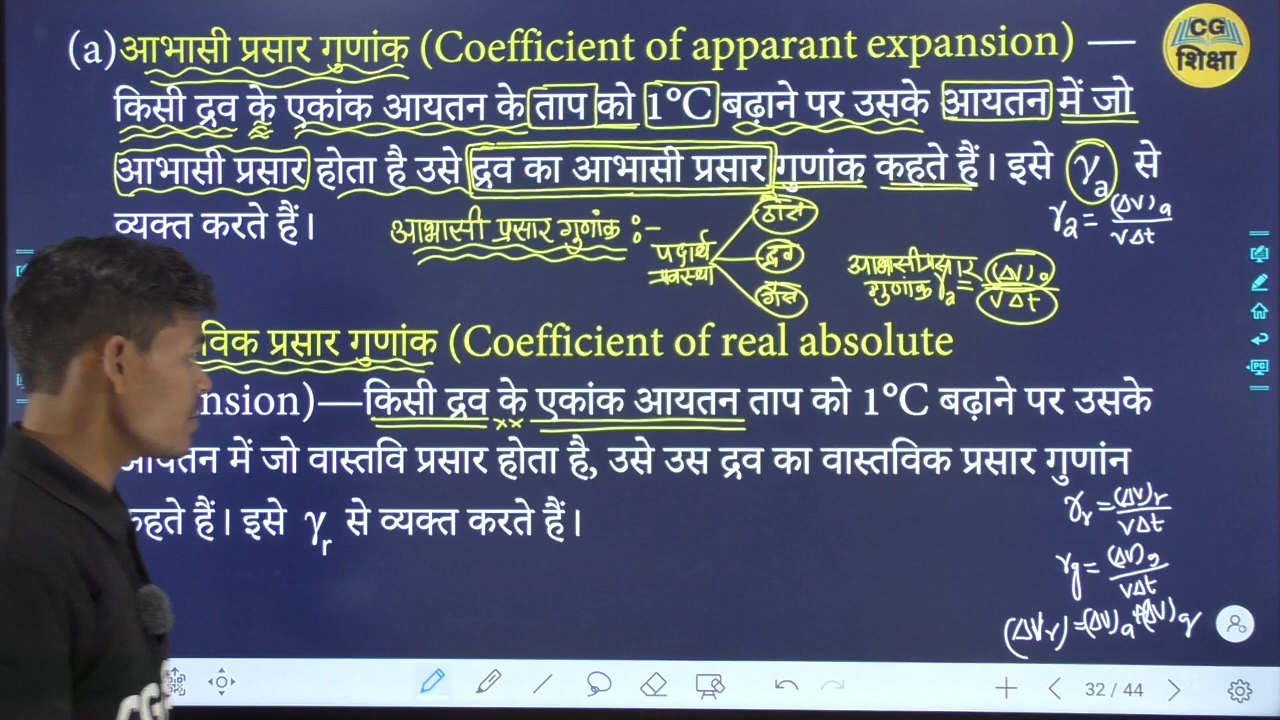 (a)आभासी प्रसार गुणांक (Coefficient of apparant expansion) —
CG
शिक्षा
किसी द्रव के एकांक आयतन के ताप को 1°C बढ़ाने पर उसके आयतन में जो
आभासी प्रसार होता है उसे द्रव का आभासी प्रसार गुणांक कहते हैं। इसे γa से
व्यक्त करते हैं।
γa = (ΔV)a / VΔt
आभासी प्रसार गुणांक :-
पदार्थ
अवस्था
ठोस
द्रव
गैस
आभासी प्रसार
गुणांक γa = (ΔV)a / VΔt
विक प्रसार गुणांक (Coefficient of real absolute
nsion)—किसी द्रव के एकांक आयतन ताप को 1°C बढ़ाने पर उसके
आयतन में जो वास्तवि प्रसार होता है, उसे उस द्रव का वास्तविक प्रसार गुणांन
कहते हैं। इसे γr से व्यक्त करते हैं।
γr = (ΔV)r / VΔt
γg = (ΔV)g / VΔt
(ΔVr) = (ΔV)a + (ΔV)g
32 / 44
CG